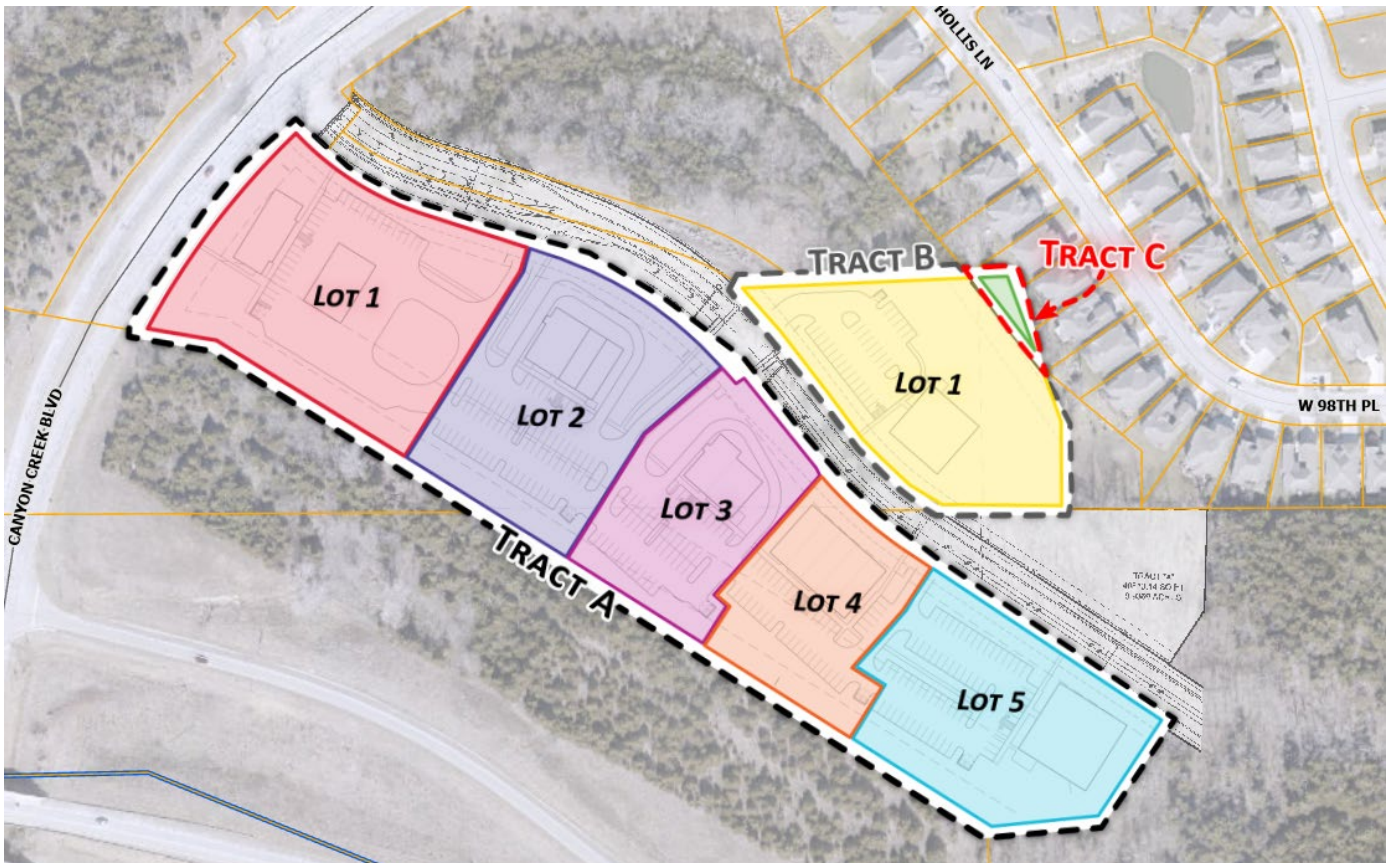 HOLLIS LN
TRACT B
TRACT C
LOT 1
LOT 1
W 98TH PL
CANYON CREEK BLVD
LOT 2
LOT 3
TRACT A
LOT 4
LOT 5